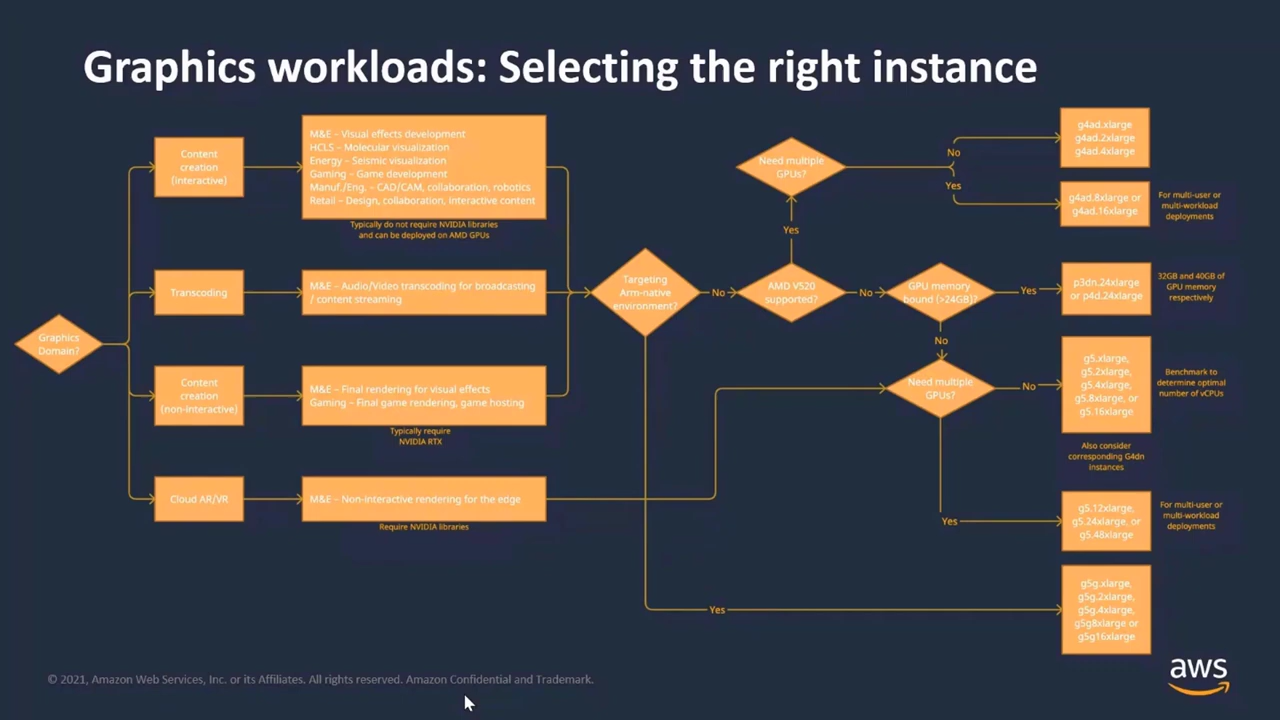 Graphics workloads: Selecting the right instance
Graphics
Domain?
Content
creation
(interactive)
M&E – Visual effects development
HCLS – Molecular visualization
Energy – Seismic visualization
Gaming – Game development
Manuf./Eng. – CAD/CAM, collaboration, robotics
Retail – Design, collaboration, interactive content
Typically do not require NVIDIA libraries
and can be deployed on AMD GPUs
Transcoding
M&E – Audio/Video transcoding for broadcasting
/ content streaming
Content
creation
(non-interactive)
M&E – Final rendering for visual effects
Gaming – Final game rendering, game hosting
Typically require
NVIDIA RTX
Cloud AR/VR
M&E – Non-interactive rendering for the edge
Require NVIDIA libraries
Targeting
Arm-native
environment?
No
Yes
AMD V520
supported?
Yes
No
Need multiple
GPUs?
No
Yes
g4ad.xlarge
g4ad.2xlarge
g4ad.4xlarge
g4ad.8xlarge or
g4ad.16xlarge
For multi-user or
multi-workload
deployments
GPU memory
bound (>24GB)?
Yes
No
p3dn.24xlarge
or p4d.24xlarge
32GB and 40GB of
GPU memory
respectively
Need multiple
GPUs?
No
Yes
g5.xlarge,
g5.2xlarge,
g5.4xlarge,
g5.8xlarge, or
g5.16xlarge
Benchmark to
determine optimal
number of vCPUs
Also consider
corresponding G4dn
instances
g5.12xlarge,
g5.24xlarge, or
g5.48xlarge
For multi-user or
multi-workload
deployments
g5g.xlarge,
g5g.2xlarge,
g5g.4xlarge,
g5g8xlarge or
g5g16xlarge
© 2021, Amazon Web Services, Inc. or its Affiliates. All rights reserved. Amazon Confidential and Trademark.
aws